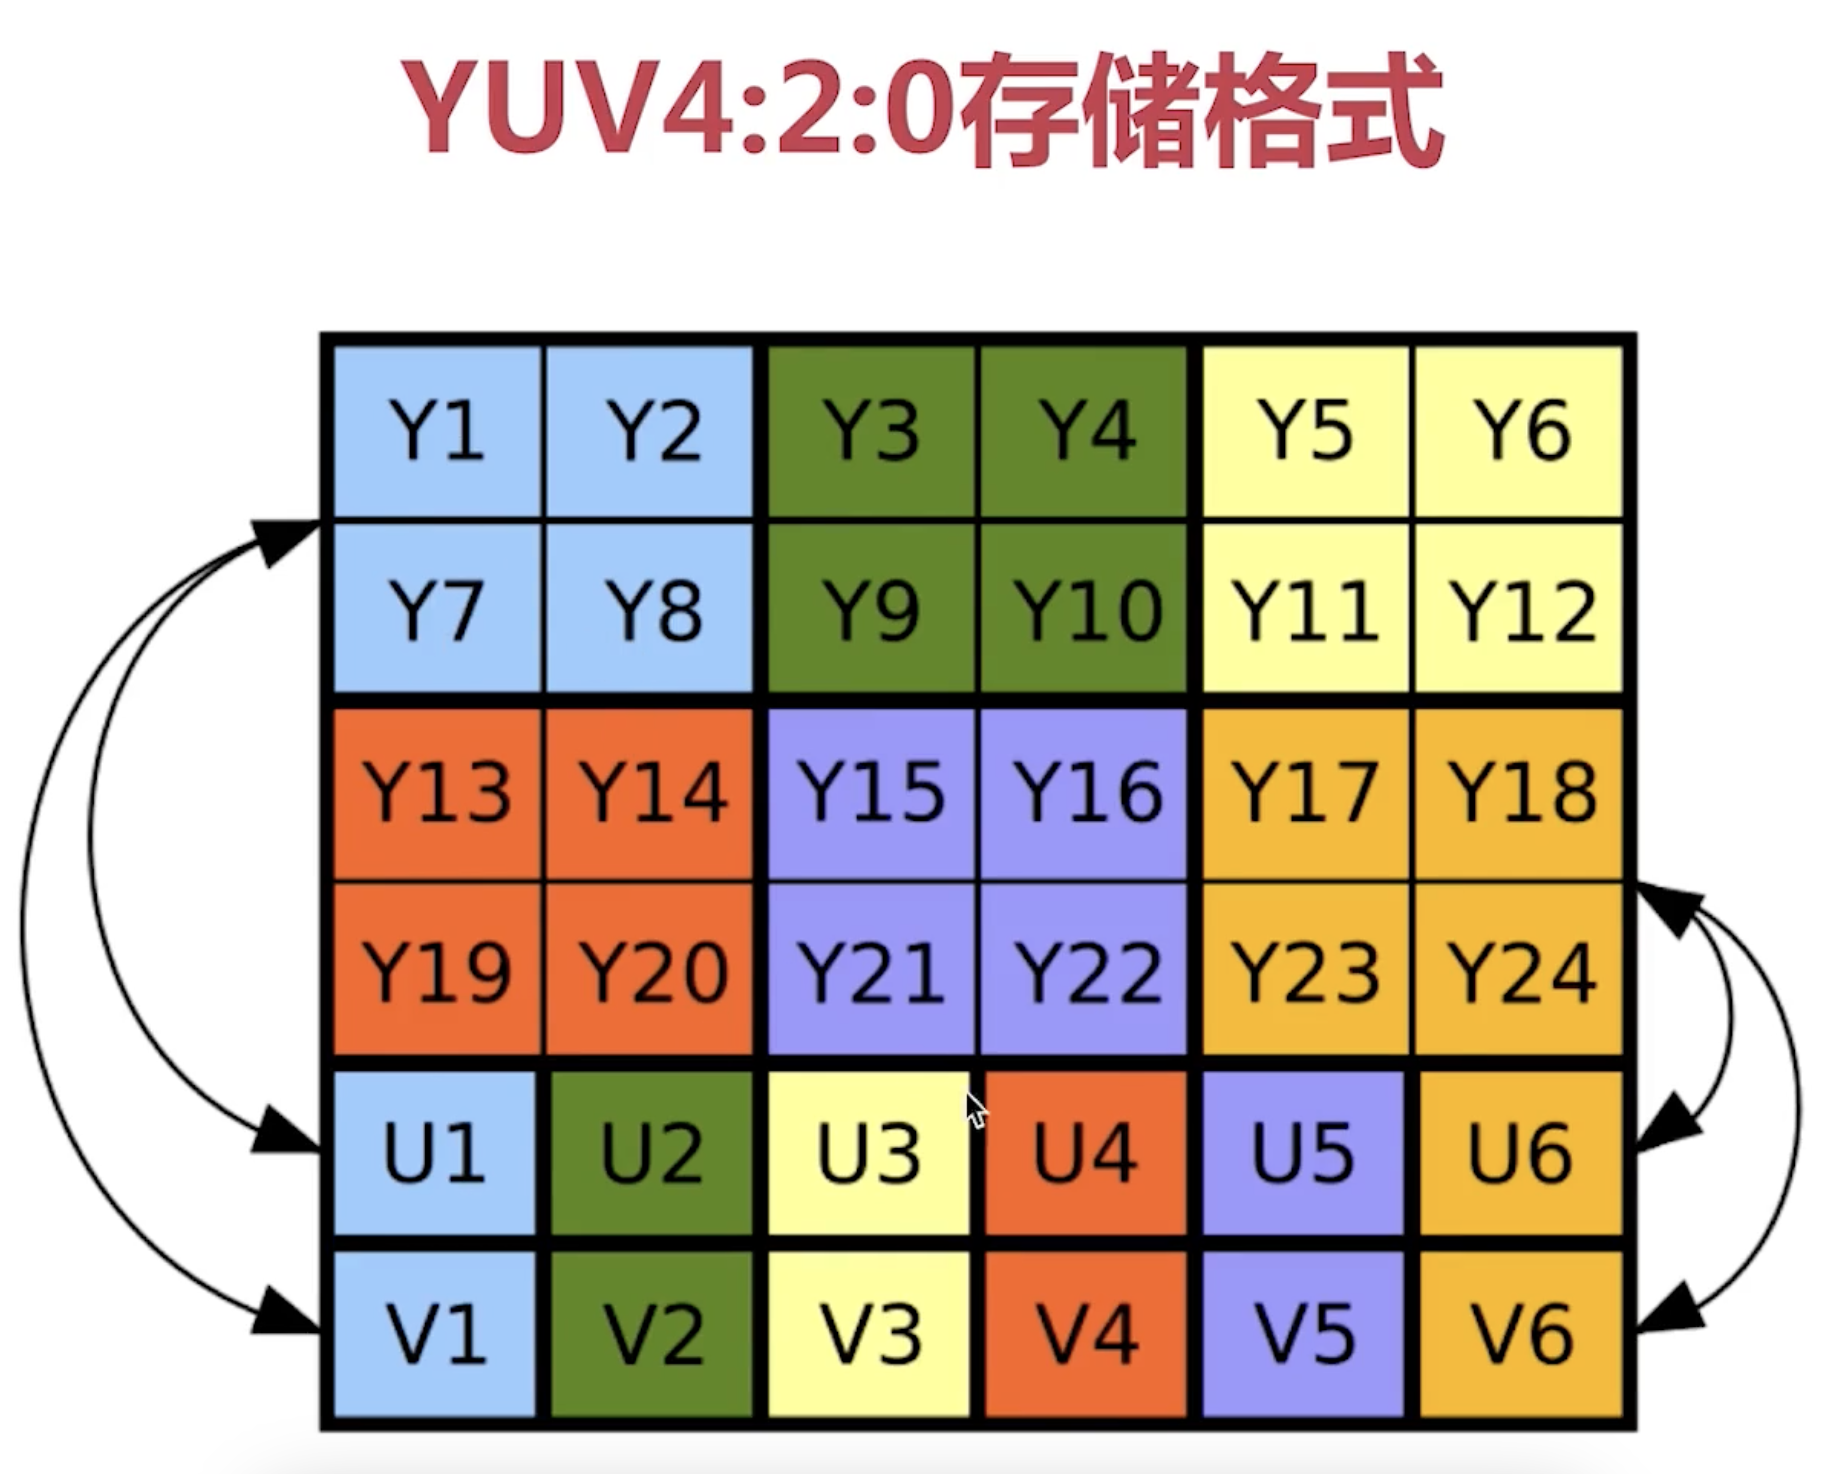 YUV4:2:0存储格式
Y1 Y2 Y3 Y4 Y5 Y6
Y7 Y8 Y9 Y10 Y11 Y12
Y13 Y14 Y15 Y16 Y17 Y18
Y19 Y20 Y21 Y22 Y23 Y24
U1 U2 U3 U4 U5 U6
V1 V2 V3 V4 V5 V6